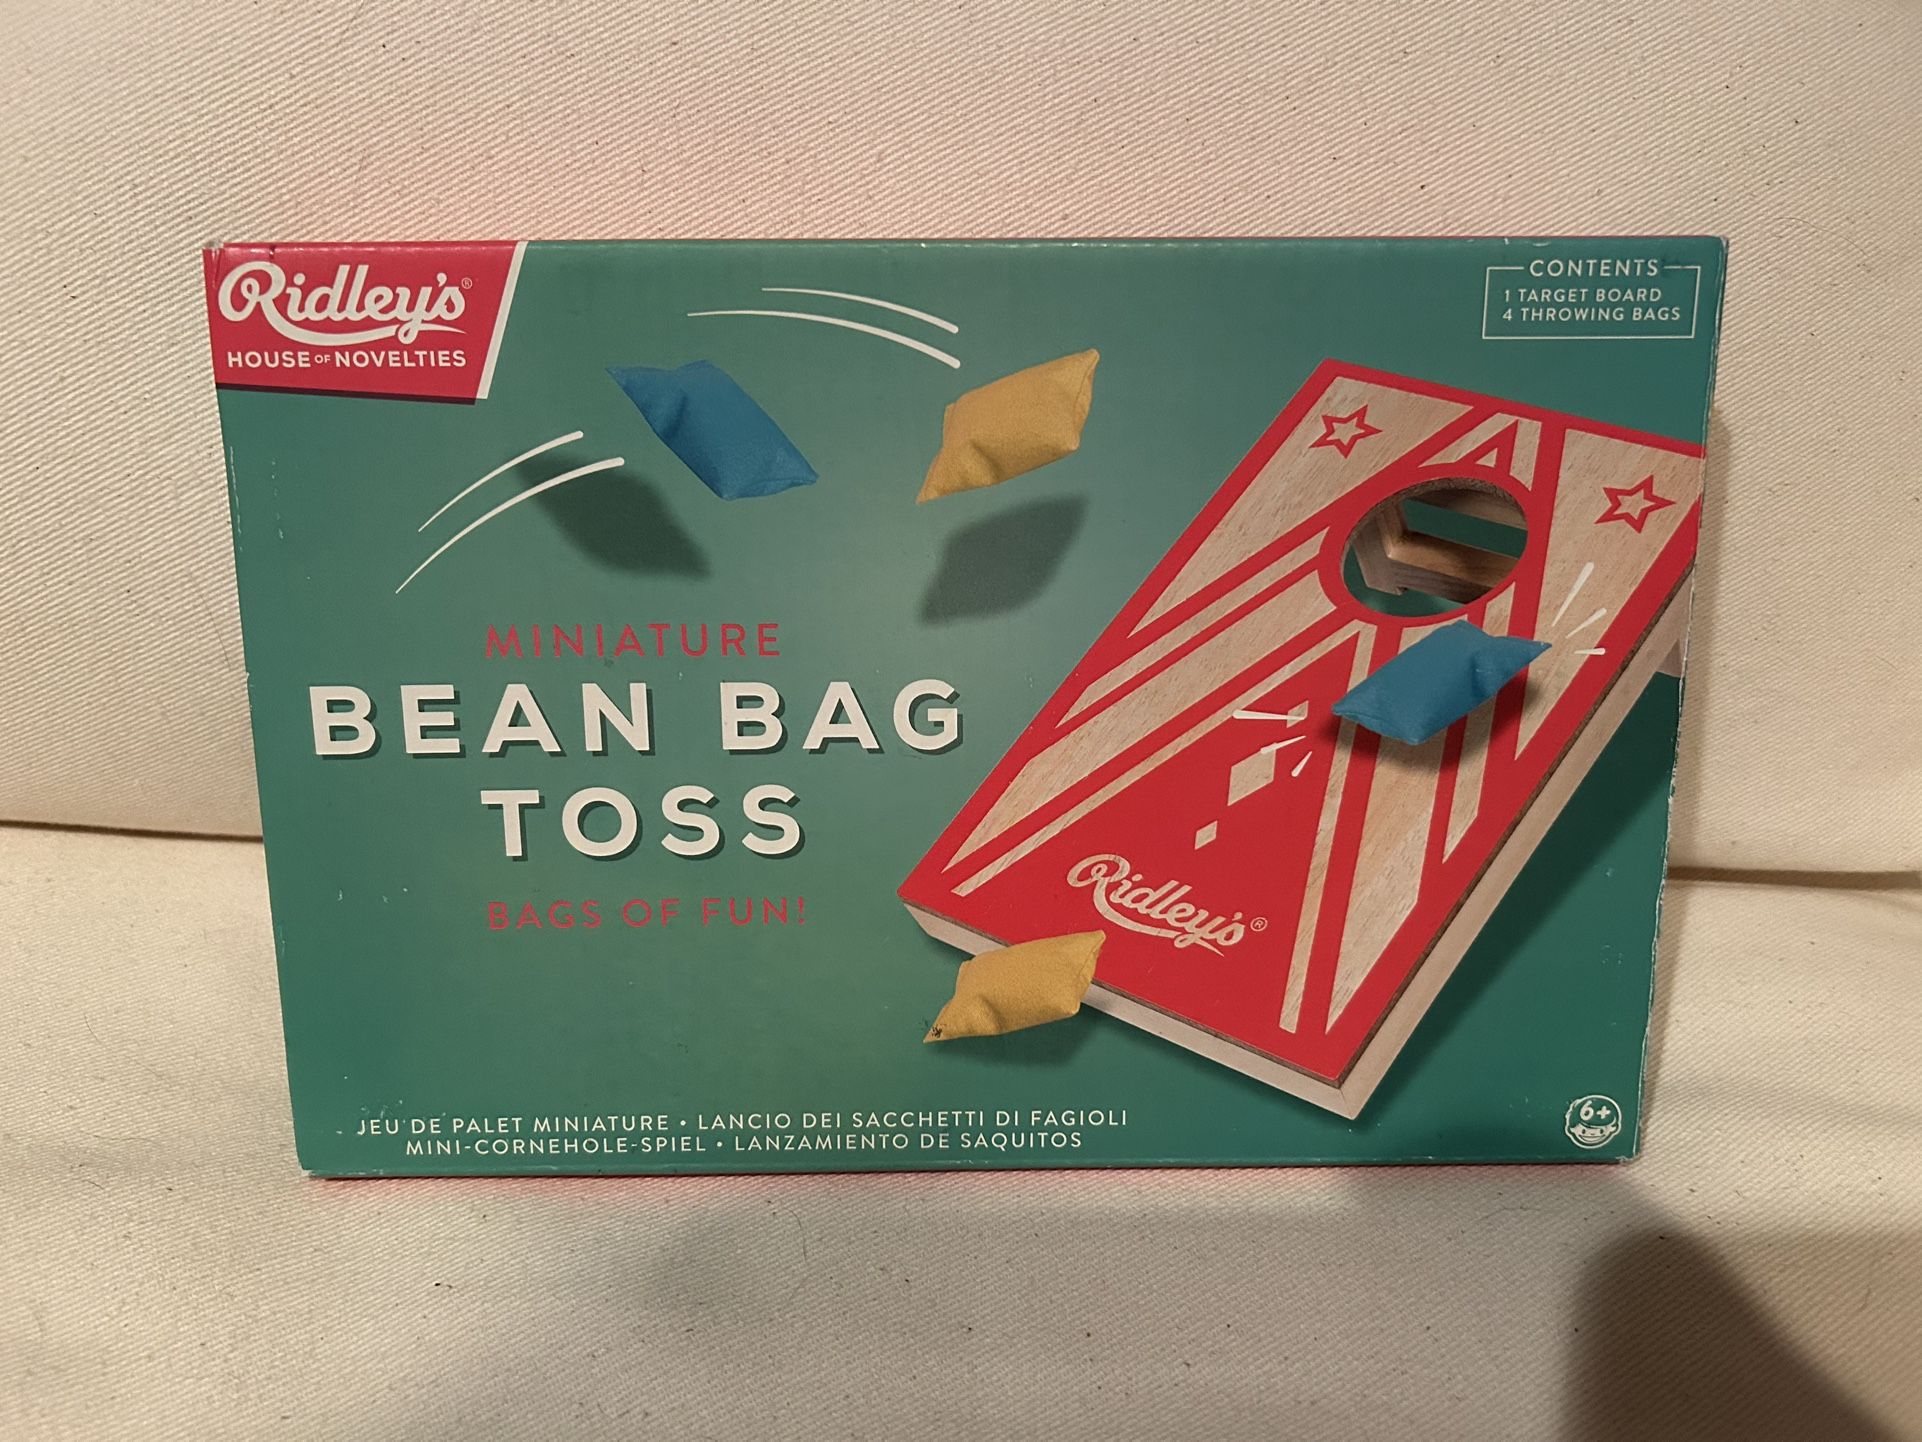 Ridley's®
HOUSE OF NOVELTIES
CONTENTS
1 TARGET BOARD
4 THROWING BAGS
MINIATURE
BEAN BAG
TOSS
BAGS OF FUN!
Ridley's®
JEU DE PALET MINIATURE • LANCIO DEI SACCHETTI DI FAGIOLI
MINI-CORNEHOLE-SPIEL • LANZAMIENTO DE SAQUITOS
6+